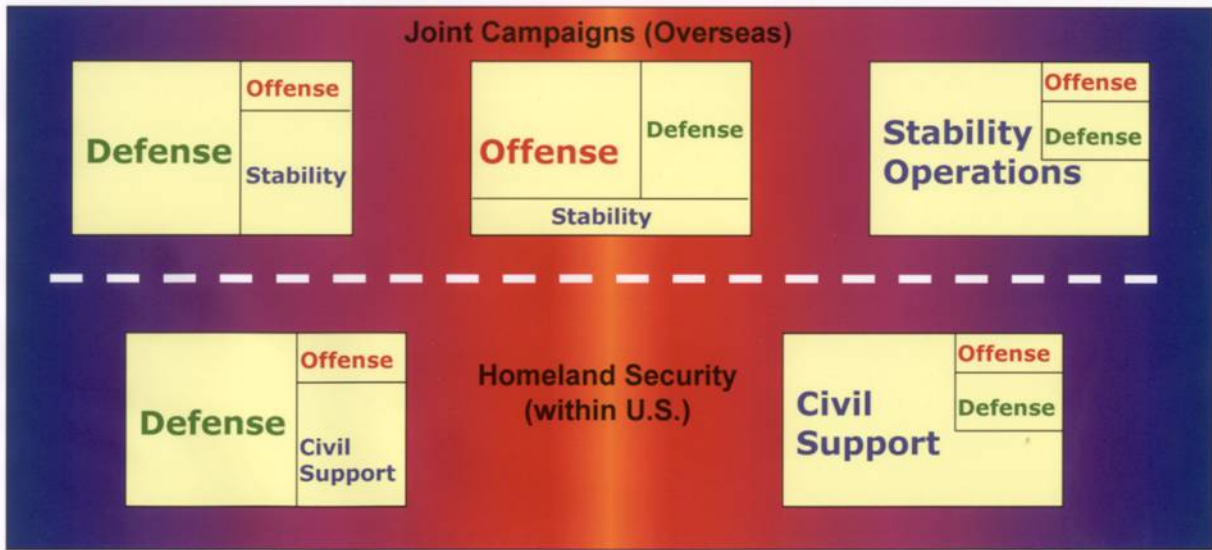 Joint Campaigns (Overseas)
Defense
Offense
Stability
Offense
Defense
Stability
Stability
Operations
Offense
Defense
Defense
Offense
Civil
Support
Homeland Security
(within U.S.)
Civil
Support
Offense
Defense